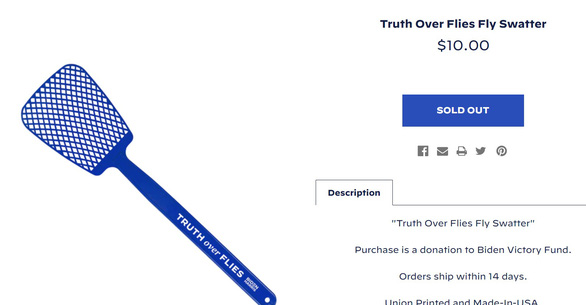 Truth Over Flies Fly Swatter
$10.00
SOLD OUT
Description
"Truth Over Flies Fly Swatter"
Purchase is a donation to Biden Victory Fund.
Orders ship within 14 days.
Union Printed and Made-In-USA
TRUTH over FLIES